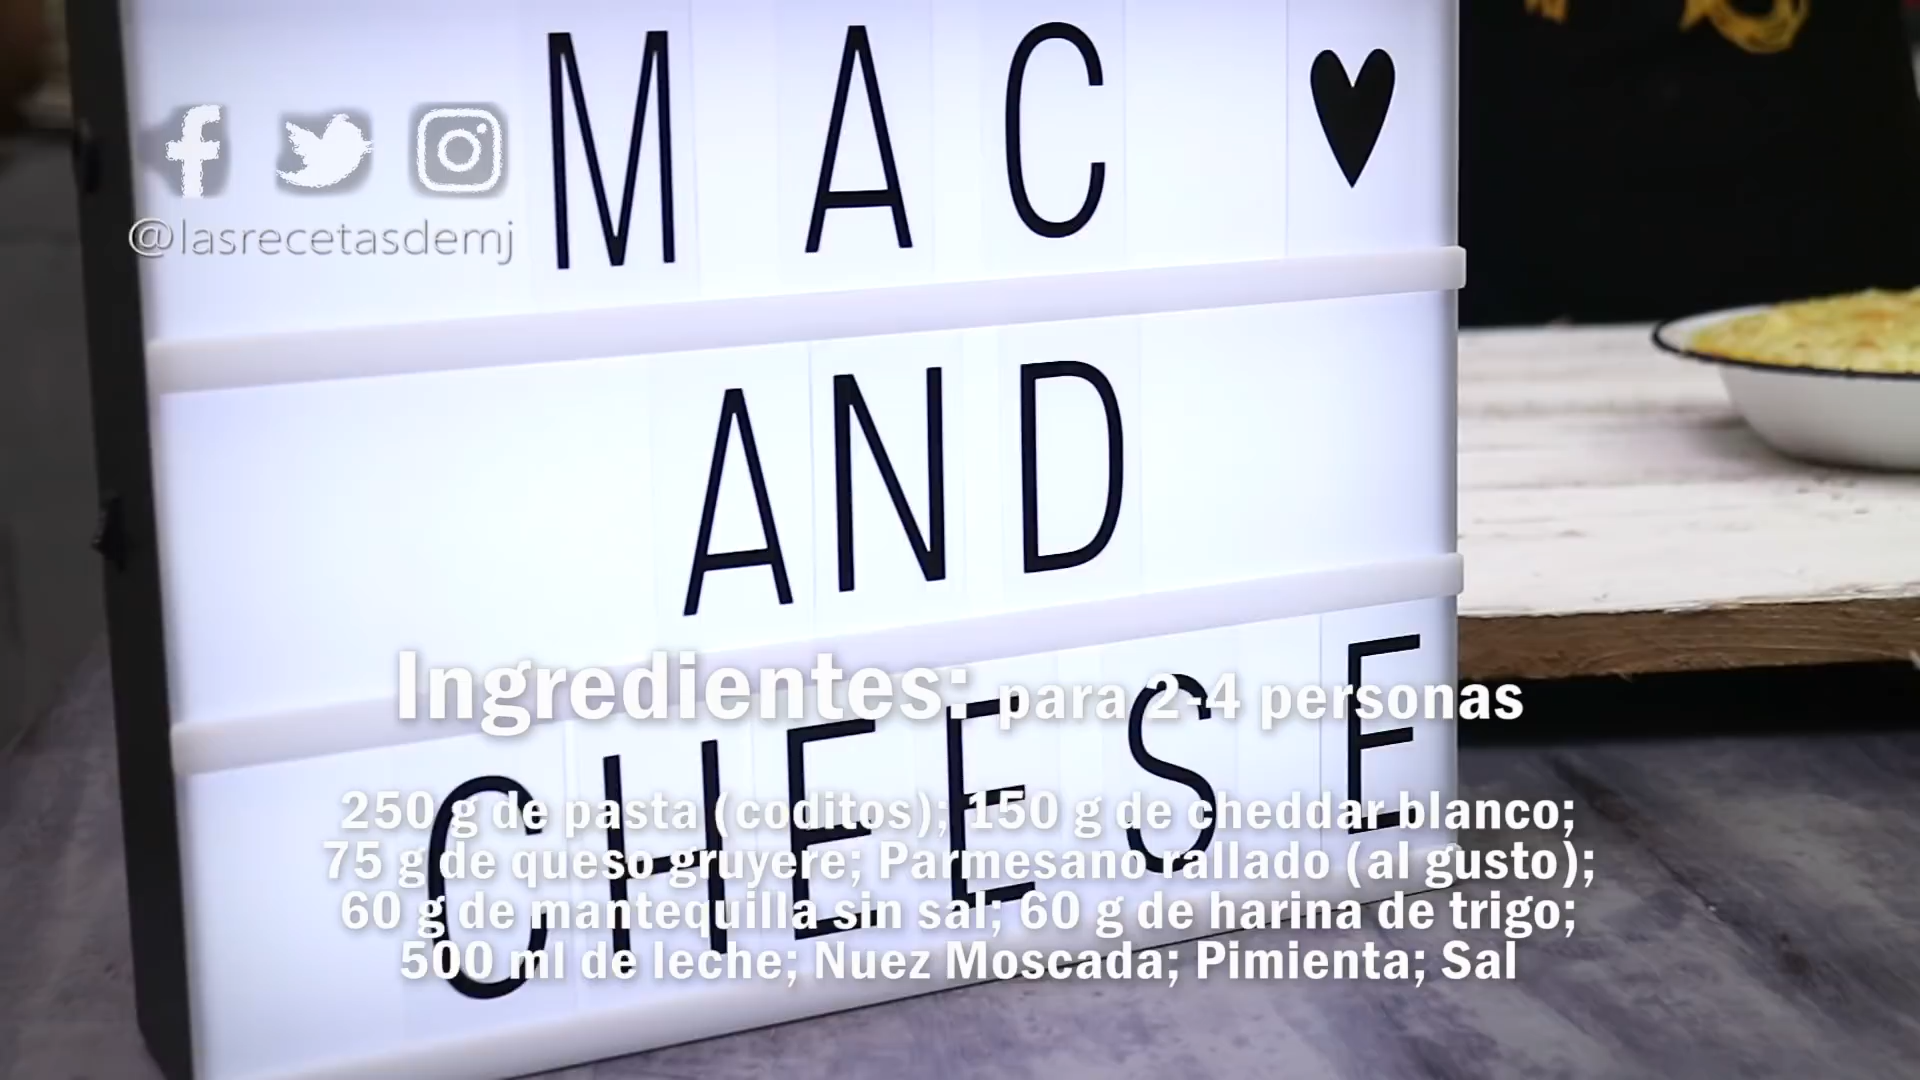 MAC ♥
@lasrecetasdemj
AND
CHEESE
Ingredientes: para 2-4 personas
250 g de pasta (coditos); 150 g de cheddar blanco;
75 g de queso gruyere; Parmesano rallado (al gusto);
60 g de mantequilla sin sal; 60 g de harina de trigo;
500 ml de leche; Nuez Moscada; Pimienta; Sal